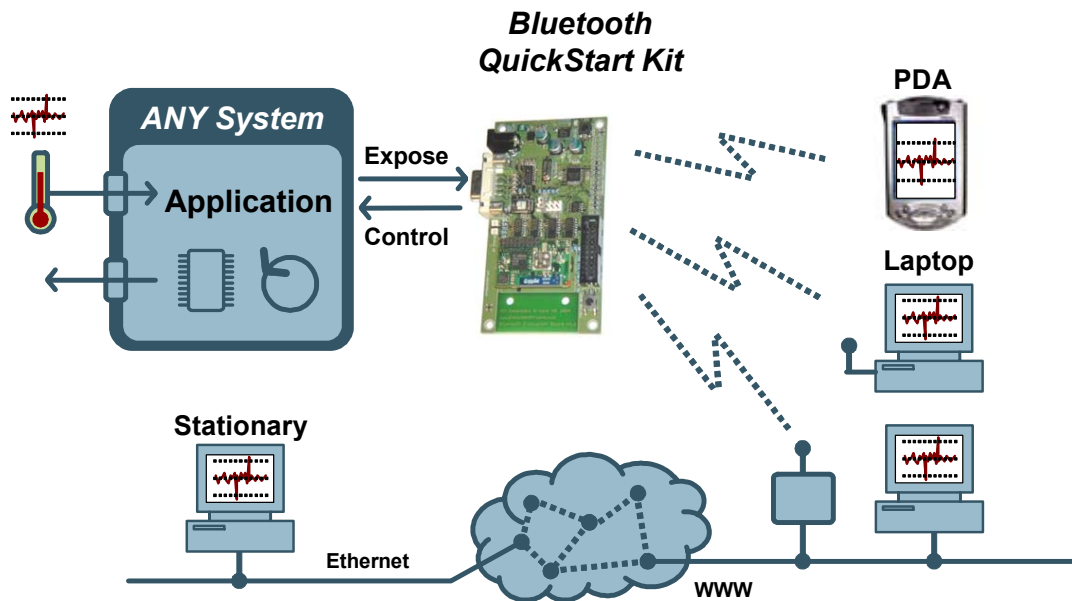 Bluetooth
QuickStart Kit
PDA
ANY System
Expose
Application
Control
Laptop
Stationary
Ethernet
WWW